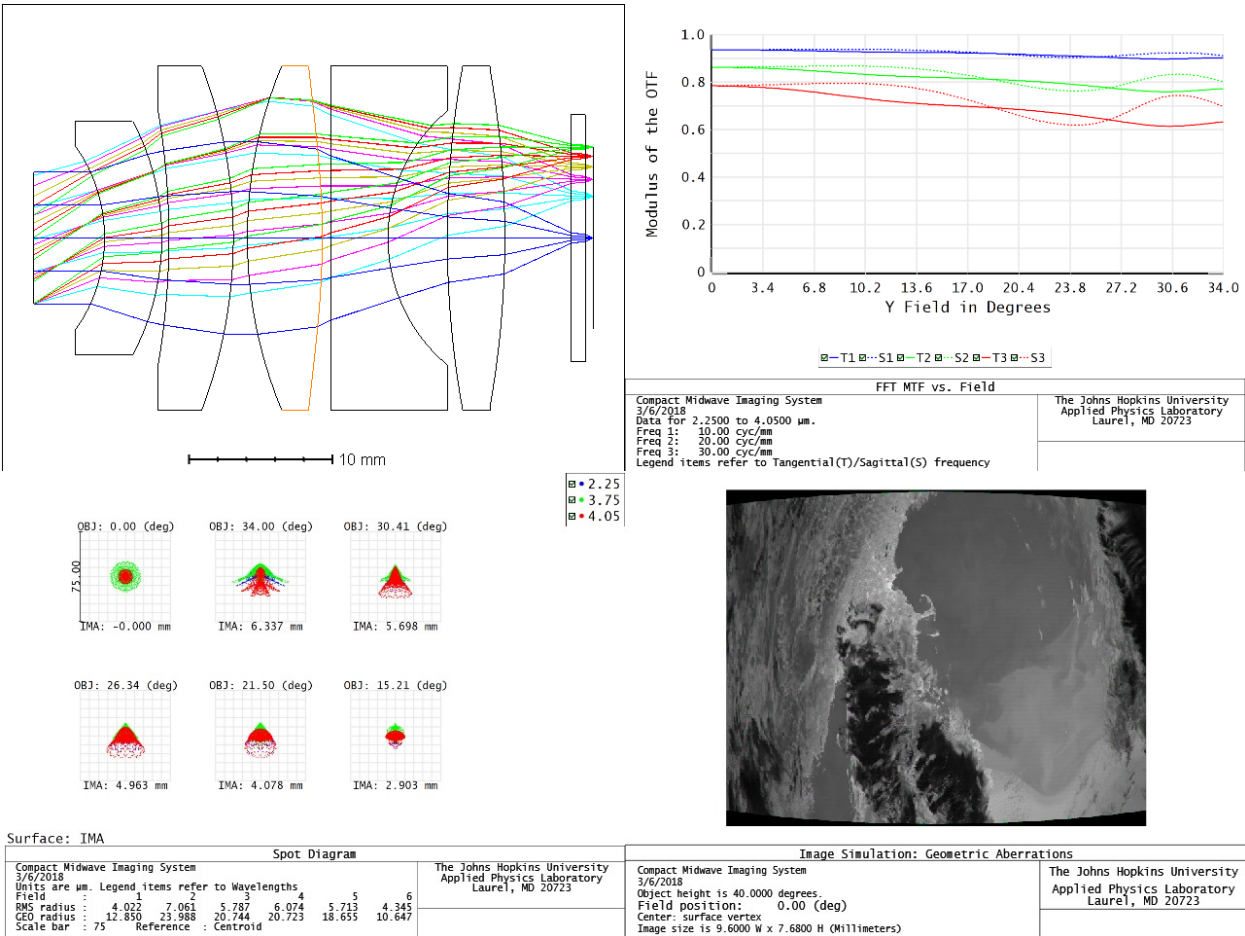 10 mm
1.0
0.8
0.6
0.4
0.2
0
Modulus of the OTF
0 3.4 6.8 10.2 13.6 17.0 20.4 23.8 27.2 30.6 34.0
Y Field in Degrees
T1 S1 T2 S2 T3 S3
FFT MTF vs. Field
Compact Midwave Imaging System
3/6/2018
Data for 2.2500 to 4.0500 µm.
Freq 1: 10.00 cyc/mm
Freq 2: 20.00 cyc/mm
Freq 3: 30.00 cyc/mm
Legend items refer to Tangential(T)/Sagittal(S) frequency
The Johns Hopkins University
Applied Physics Laboratory
Laurel, MD 20723
2.25
3.75
4.05
OBJ: 0.00 (deg) OBJ: 34.00 (deg) OBJ: 30.41 (deg)
75.00
IMA: -0.000 mm IMA: 6.337 mm IMA: 5.698 mm
OBJ: 26.34 (deg) OBJ: 21.50 (deg) OBJ: 15.21 (deg)
IMA: 4.963 mm IMA: 4.078 mm IMA: 2.903 mm
Surface: IMA
Spot Diagram
Compact Midwave Imaging System
3/6/2018
Units are µm. Legend items refer to Wavelengths
Field : 1 2 3 4 5 6
RMS radius : 4.022 7.061 5.787 6.074 5.713 4.345
GEO radius : 12.850 23.988 20.744 20.723 18.655 10.647
Scale bar : 75 Reference : Centroid
The Johns Hopkins University
Applied Physics Laboratory
Laurel, MD 20723
Image Simulation: Geometric Aberrations
Compact Midwave Imaging System
3/6/2018
Object height is 40.0000 degrees.
Field position: 0.00 (deg)
Center: surface vertex
Image size is 9.6000 W x 7.6800 H (Millimeters)
The Johns Hopkins University
Applied Physics Laboratory
Laurel, MD 20723